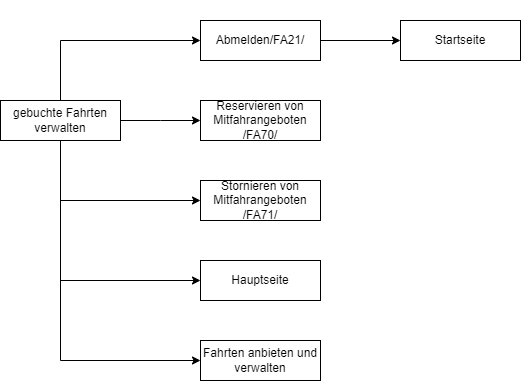 Abmelden/FA21/
Startseite
gebuchte Fahrten
verwalten
Reservieren von
Mitfahrangeboten
/FA70/
Stornieren von
Mitfahrangeboten
/FA71/
Hauptseite
Fahrten anbieten und
verwalten